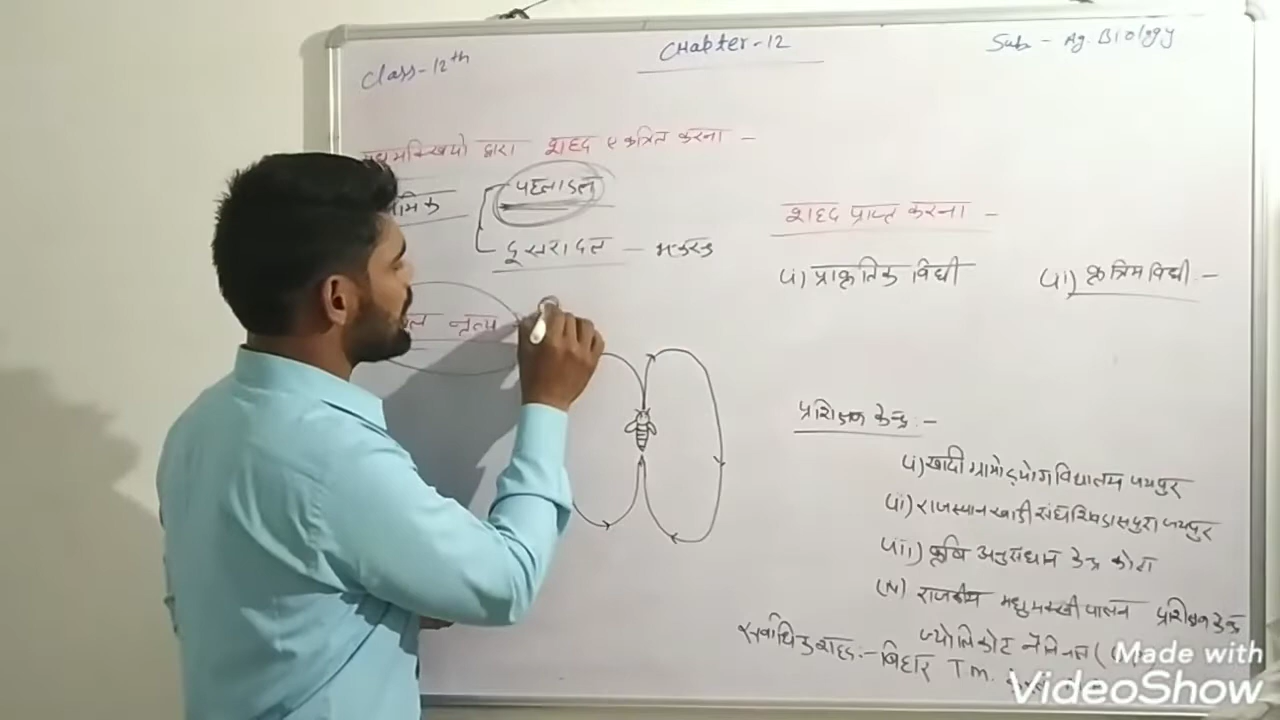 Class-12th
Chapter-12
Sub - Ag. Biology
मधुमक्खियो द्वारा शहद एकत्रित करना -
पहलादल
दूसरादल - भण्डारक
नृत्य
शहद प्राप्त करना -
(i) प्राकृतिक विधी
(ii) कृत्रिम विधी -
प्रशिक्षण केन्द्र :-
(i) खादी ग्रामोद्योग विद्यालय जयपुर
(ii) राजस्थान खादी संघ शिवदासपुरा जयपुर
(iii) कृषि अनुसंधान केन्द्र कोटा
(iv) राजकीय मधुमक्खी पालन प्रशिक्षण केन्द्र
ज्योलिकोट नैनिताल
सर्वाधिक शहद :- बिहार T.m.
Made with
VideoShow